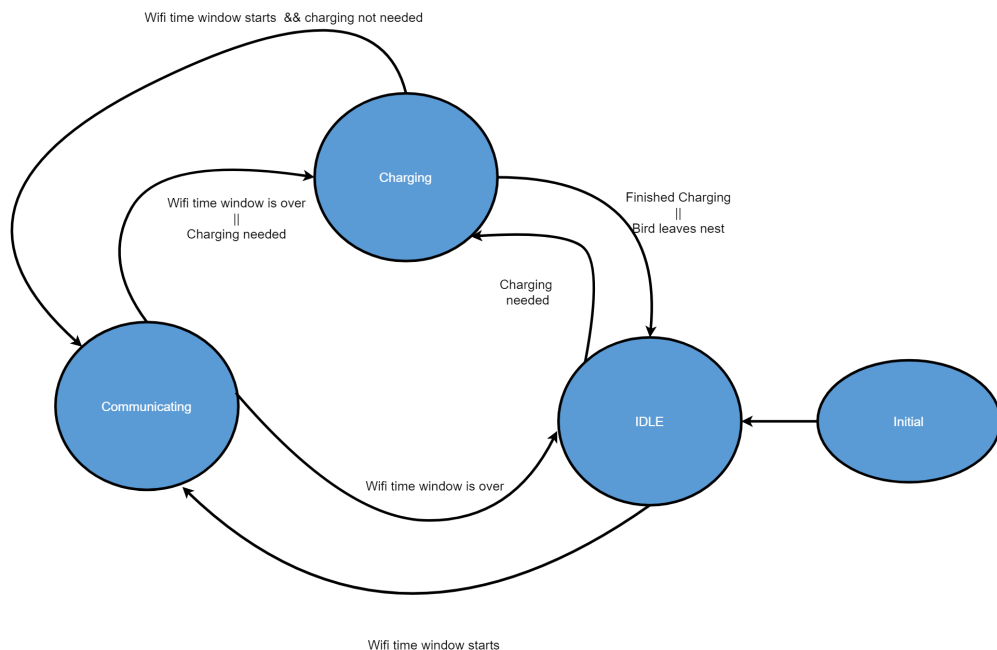 Wifi time window starts  && charging not needed
Charging
Wifi time window is over
||
Charging needed
Finished Charging
||
Bird leaves nest
Charging
needed
Communicating
IDLE
Initial
Wifi time window is over
Wifi time window starts